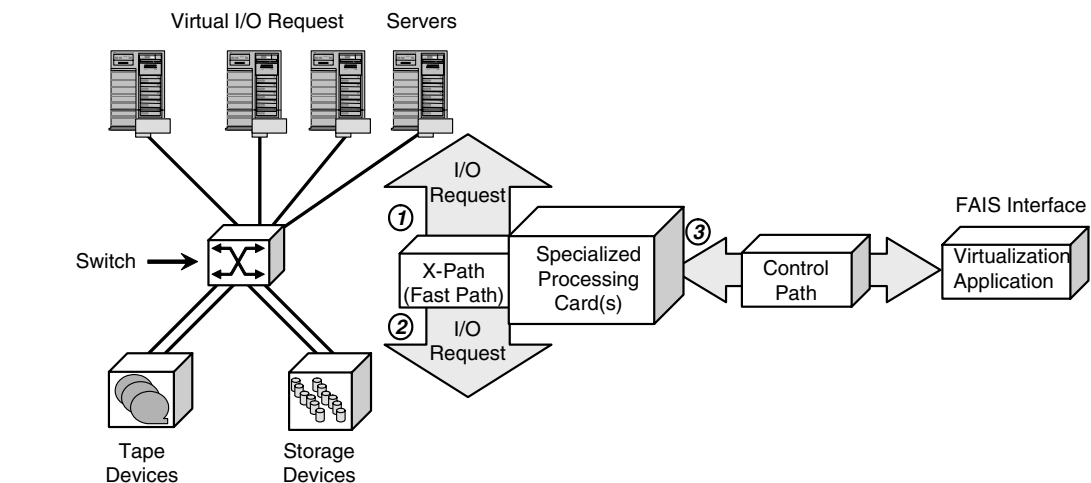 Virtual I/O Request
Servers
I/O
Request
1
FAIS Interface
Switch
X-Path
(Fast Path)
Specialized
Processing
Card(s)
3
Control
Path
Virtualization
Application
2
I/O
Request
Tape
Devices
Storage
Devices